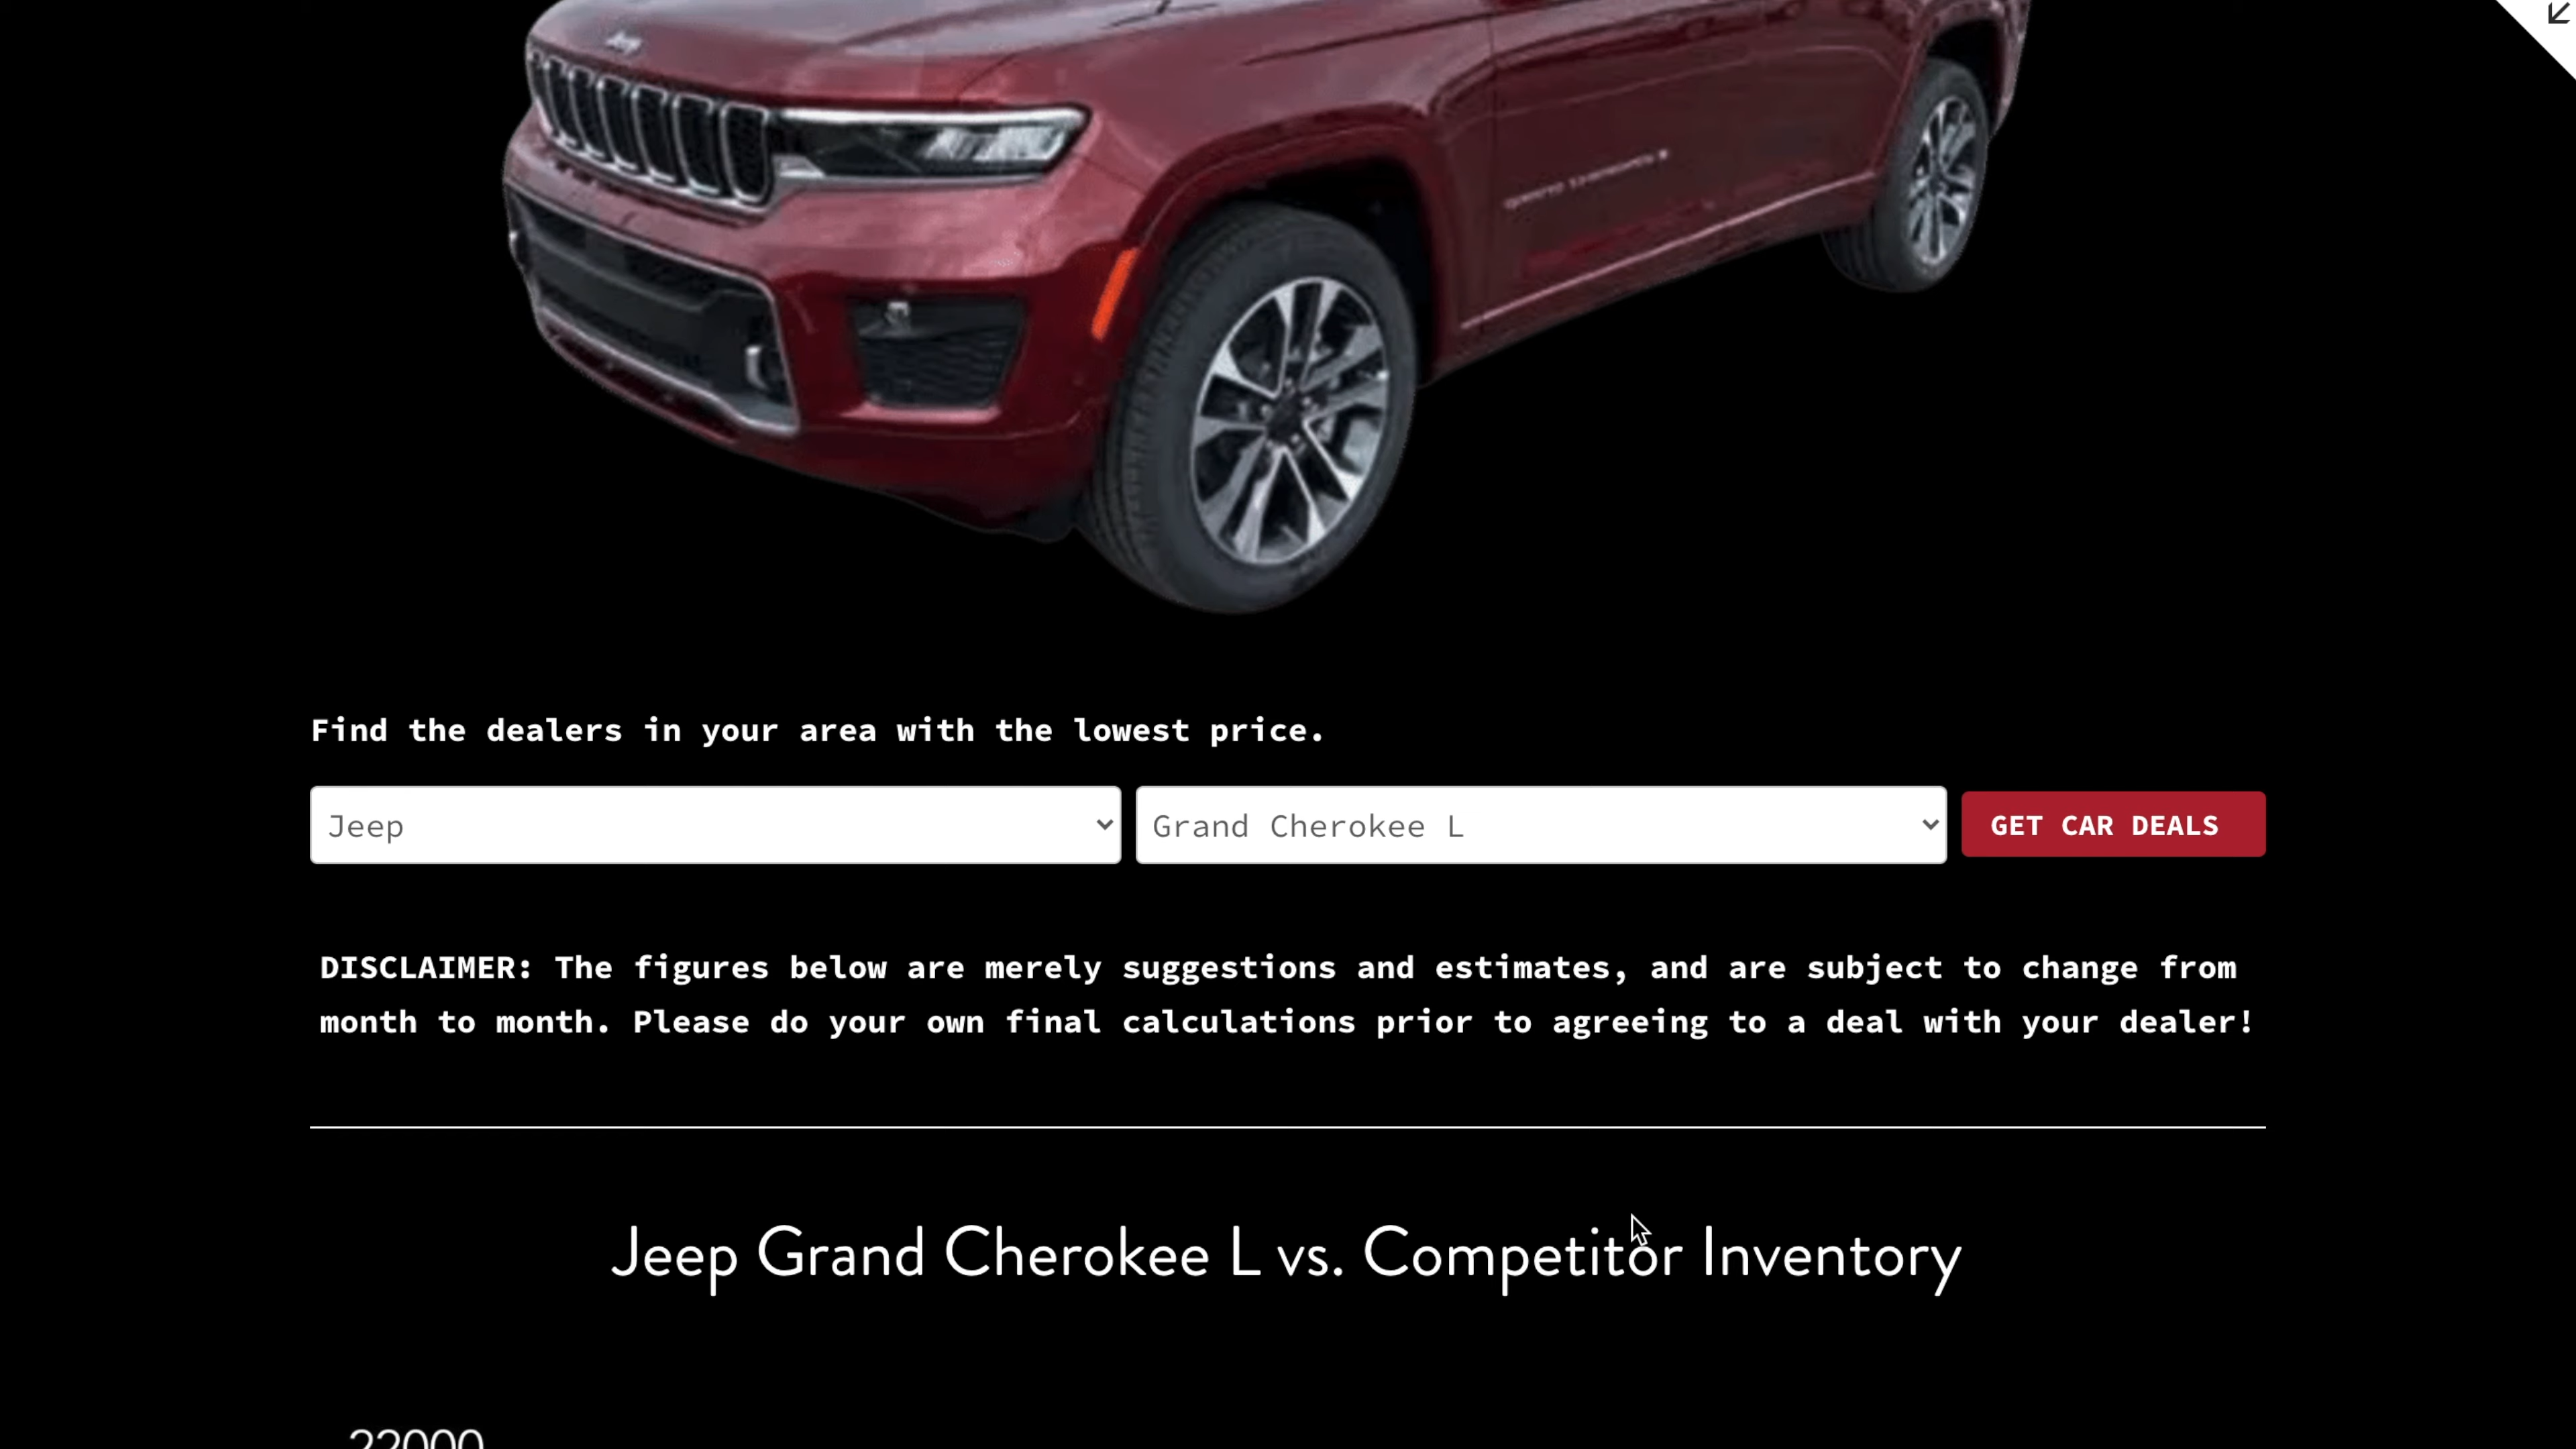 Jeep
Find the dealers in your area with the lowest price.
Jeep
Grand Cherokee L
GET CAR DEALS
DISCLAIMER: The figures below are merely suggestions and estimates, and are subject to change from
month to month. Please do your own final calculations prior to agreeing to a deal with your dealer!
Jeep Grand Cherokee L vs. Competitor Inventory
22000